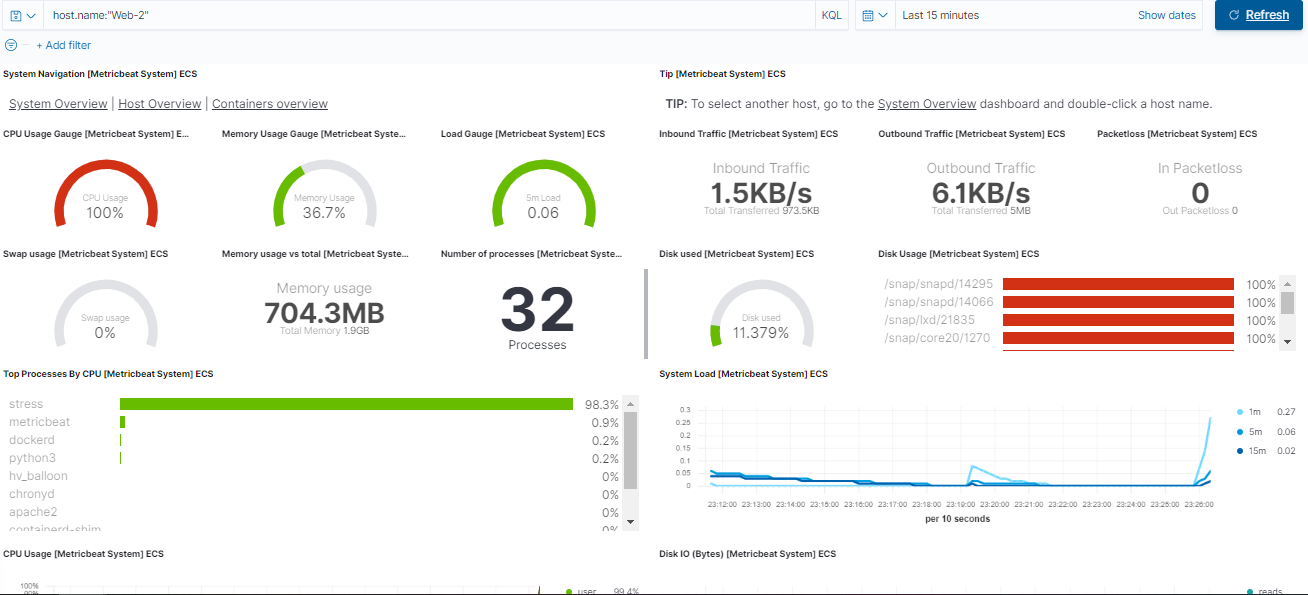 host.name:"Web-2"
KQL
Last 15 minutes
Show dates
Refresh
+ Add filter
System Navigation [Metricbeat System] ECS
System Overview | Host Overview | Containers overview
Tip [Metricbeat System] ECS
TIP: To select another host, go to the System Overview dashboard and double-click a host name.
CPU Usage Gauge [Metricbeat System] E...
CPU Usage
100%
Memory Usage Gauge [Metricbeat Syste...
Memory Usage
36.7%
Load Gauge [Metricbeat System] ECS
5m Load
0.06
Inbound Traffic [Metricbeat System] ECS
Inbound Traffic
1.5KB/s
Total Transferred 973.5KB
Outbound Traffic [Metricbeat System] ECS
Outbound Traffic
6.1KB/s
Total Transferred 5MB
Packetloss [Metricbeat System] ECS
In Packetloss
0
Out Packetloss 0
Swap usage [Metricbeat System] ECS
Swap usage
0%
Memory usage vs total [Metricbeat Syste...
Memory usage
704.3MB
Total Memory 1.9GB
Number of processes [Metricbeat Syste...
32
Processes
Disk used [Metricbeat System] ECS
Disk used
11.379%
Disk Usage [Metricbeat System] ECS
/snap/snapd/14295 100%
/snap/snapd/14066 100%
/snap/lxd/21835 100%
/snap/core20/1270 100%
Top Processes By CPU [Metricbeat System] ECS
stress 98.3%
metricbeat 0.9%
dockerd 0.2%
python3 0.2%
hv_balloon 0%
chronyd 0%
apache2 0%
containerd-shim 0%
System Load [Metricbeat System] ECS
0.3
0.25
0.2
0.15
0.1
0.05
0
23:12:00 23:13:00 23:14:00 23:15:00 23:16:00 23:17:00 23:18:00 23:19:00 23:20:00 23:21:00 23:22:00 23:23:00 23:24:00 23:25:00 23:26:00
per 10 seconds
1m 0.27
5m 0.06
15m 0.02
CPU Usage [Metricbeat System] ECS
100%
90%
user 99.4%
Disk IO (Bytes) [Metricbeat System] ECS
reads